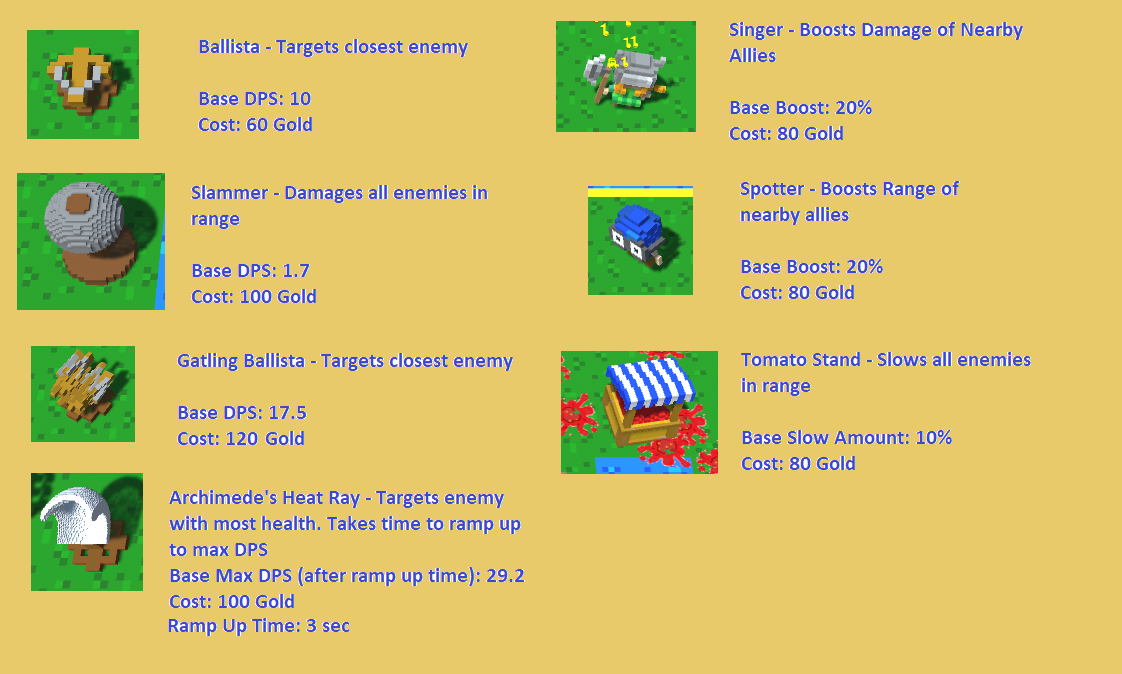 Ballista - Targets closest enemy
Base DPS: 10
Cost: 60 Gold
Slammer - Damages all enemies in
range
Base DPS: 1.7
Cost: 100 Gold
Gatling Ballista - Targets closest enemy
Base DPS: 17.5
Cost: 120 Gold
Archimede's Heat Ray - Targets enemy
with most health. Takes time to ramp up
to max DPS
Base Max DPS (after ramp up time): 29.2
Cost: 100 Gold
Ramp Up Time: 3 sec
Singer - Boosts Damage of Nearby
Allies
Base Boost: 20%
Cost: 80 Gold
Spotter - Boosts Range of
nearby allies
Base Boost: 20%
Cost: 80 Gold
Tomato Stand - Slows all enemies
in range
Base Slow Amount: 10%
Cost: 80 Gold